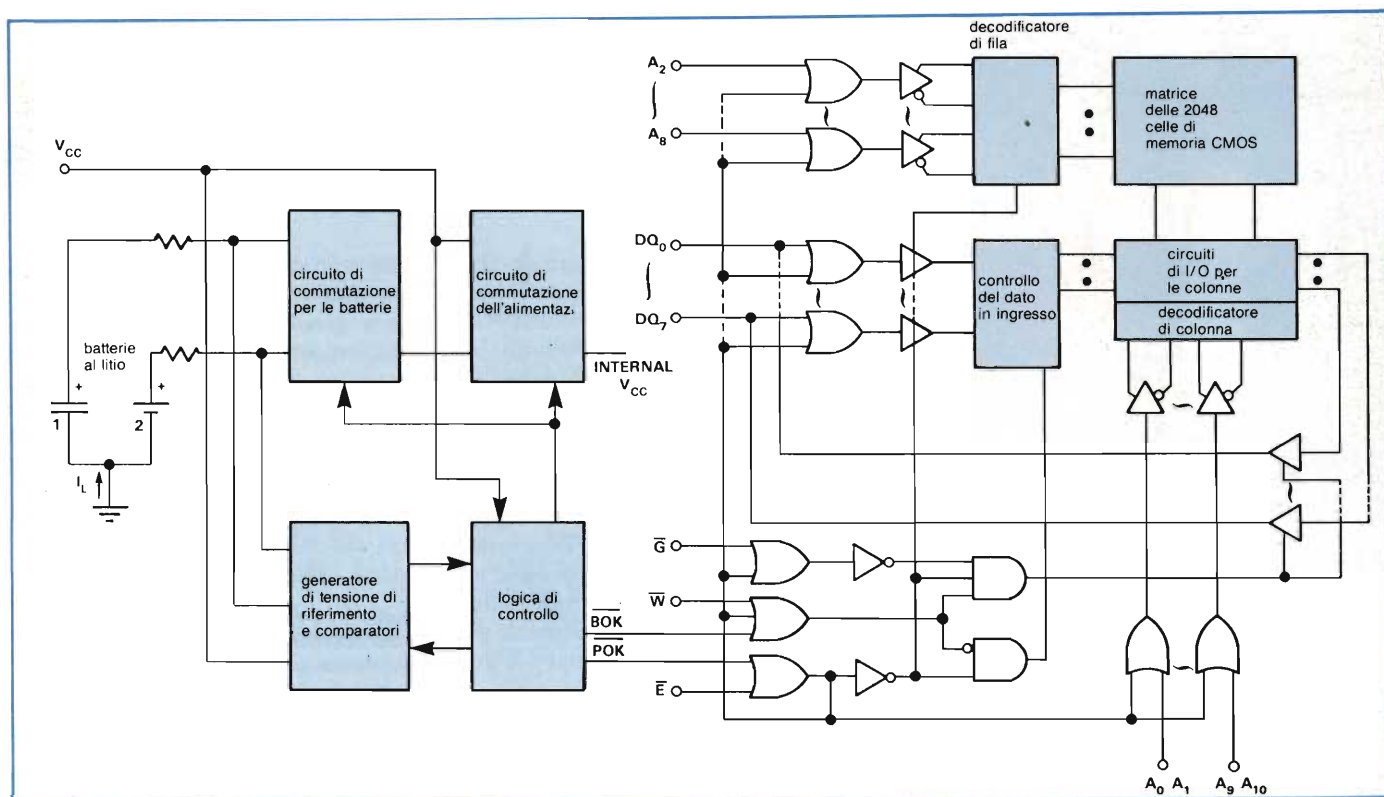 decodificatore
di fila
A2
A8
matrice
delle 2048
celle di
memoria CMOS
VCC
DQ0
DQ7
controllo
del dato
in ingresso
circuiti
di I/O per
le colonne
decodificatore
di colonna
circuito di
commutazione
per le batterie
circuito di
commutazione
dell'alimentaz.
INTERNAL
VCC
batterie
al litio
+
+
1
2
IL
generatore
di tensione di
riferimento
e comparatori
logica di
controllo
G̅
W̅
B̅O̅K̅
P̅O̅K̅
E̅
A0 A1
A9 A10